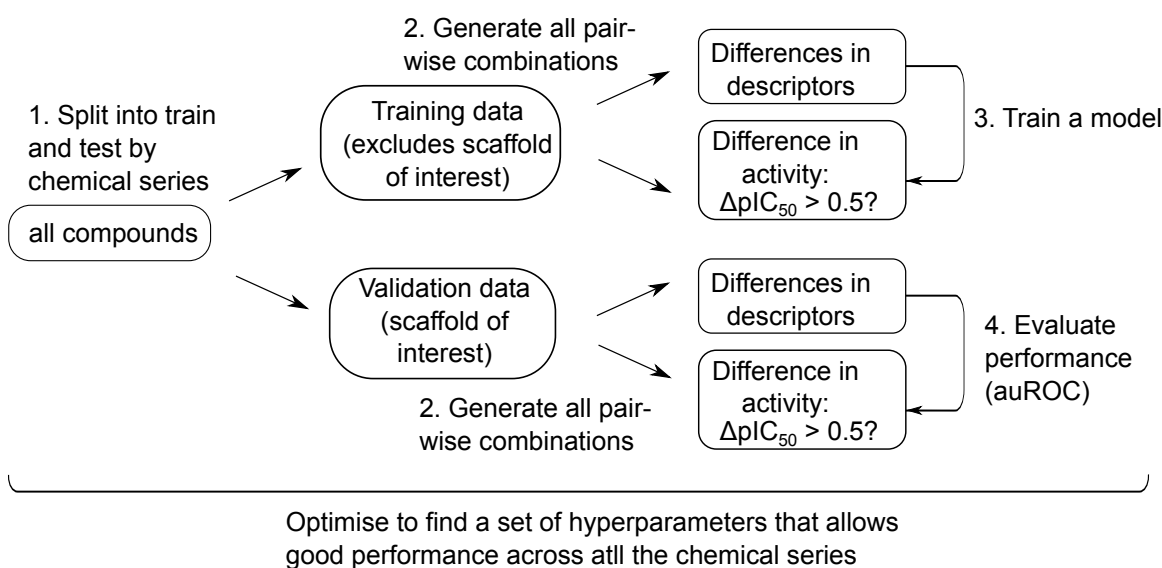 1. Split into train
and test by
chemical series
all compounds
2. Generate all pair-
wise combinations
Training data
(excludes scaffold
of interest)
Differences in
descriptors
Difference in
activity:
ΔpIC₅₀ > 0.5?
3. Train a model
Validation data
(scaffold of
interest)
2. Generate all pair-
wise combinations
Differences in
descriptors
Difference in
activity:
ΔpIC₅₀ > 0.5?
4. Evaluate
performance
(auROC)
Optimise to find a set of hyperparameters that allows
good performance across atll the chemical series